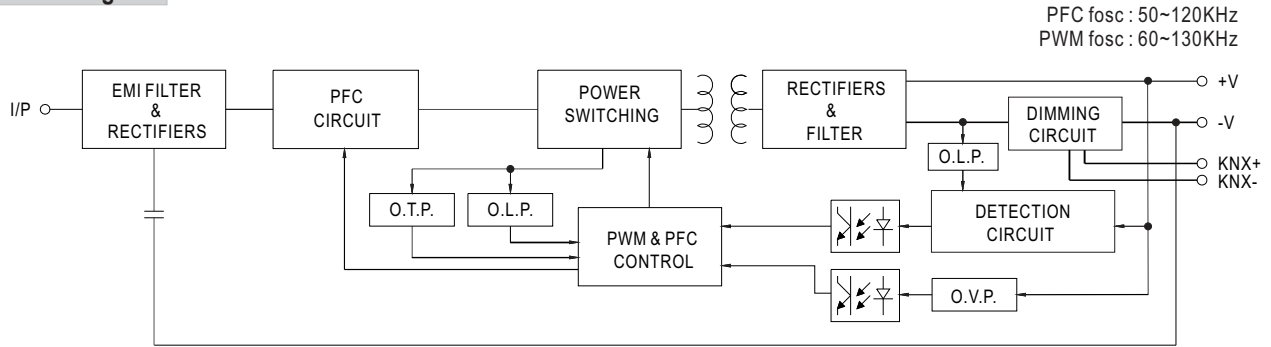 PFC fosc : 50~120KHz
PWM fosc : 60~130KHz
I/P
EMI FILTER
&
RECTIFIERS
PFC
CIRCUIT
POWER
SWITCHING
RECTIFIERS
&
FILTER
DIMMING
CIRCUIT
+V
-V
KNX+
KNX-
O.L.P.
O.T.P.
O.L.P.
PWM & PFC
CONTROL
DETECTION
CIRCUIT
O.V.P.